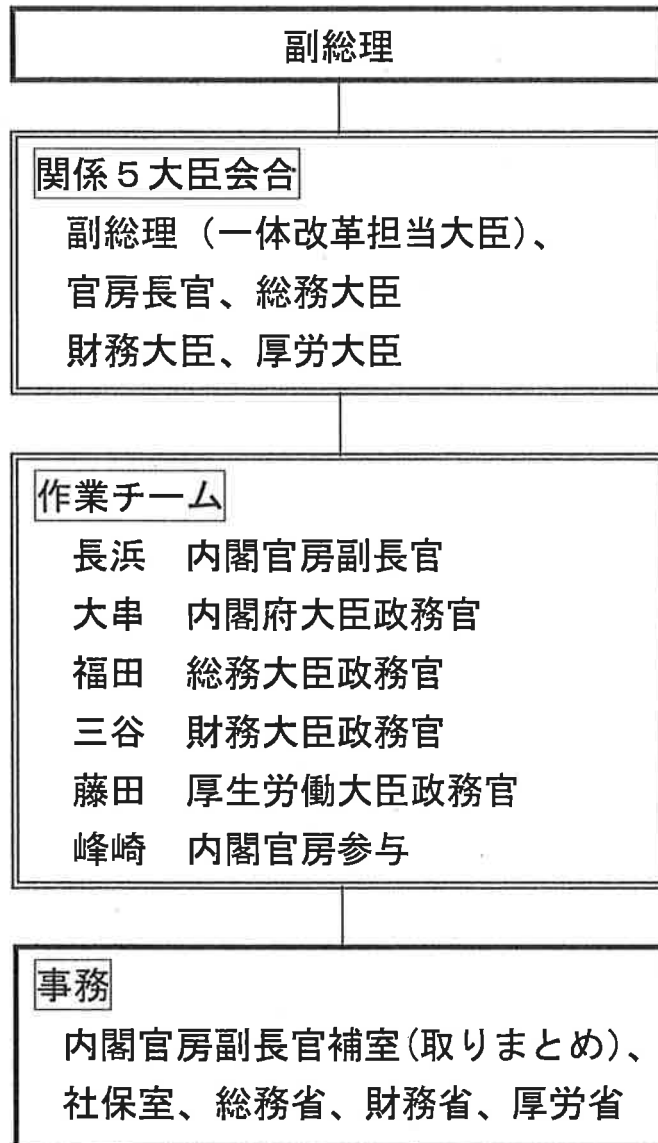 副総理
関係５大臣会合
副総理（一体改革担当大臣）、
官房長官、総務大臣
財務大臣、厚労大臣
作業チーム
長浜　内閣官房副長官
大串　内閣府大臣政務官
福田　総務大臣政務官
三谷　財務大臣政務官
藤田　厚生労働大臣政務官
峰崎　内閣官房参与
事務
内閣官房副長官補室(取りまとめ)、
社保室、総務省、財務省、厚労省